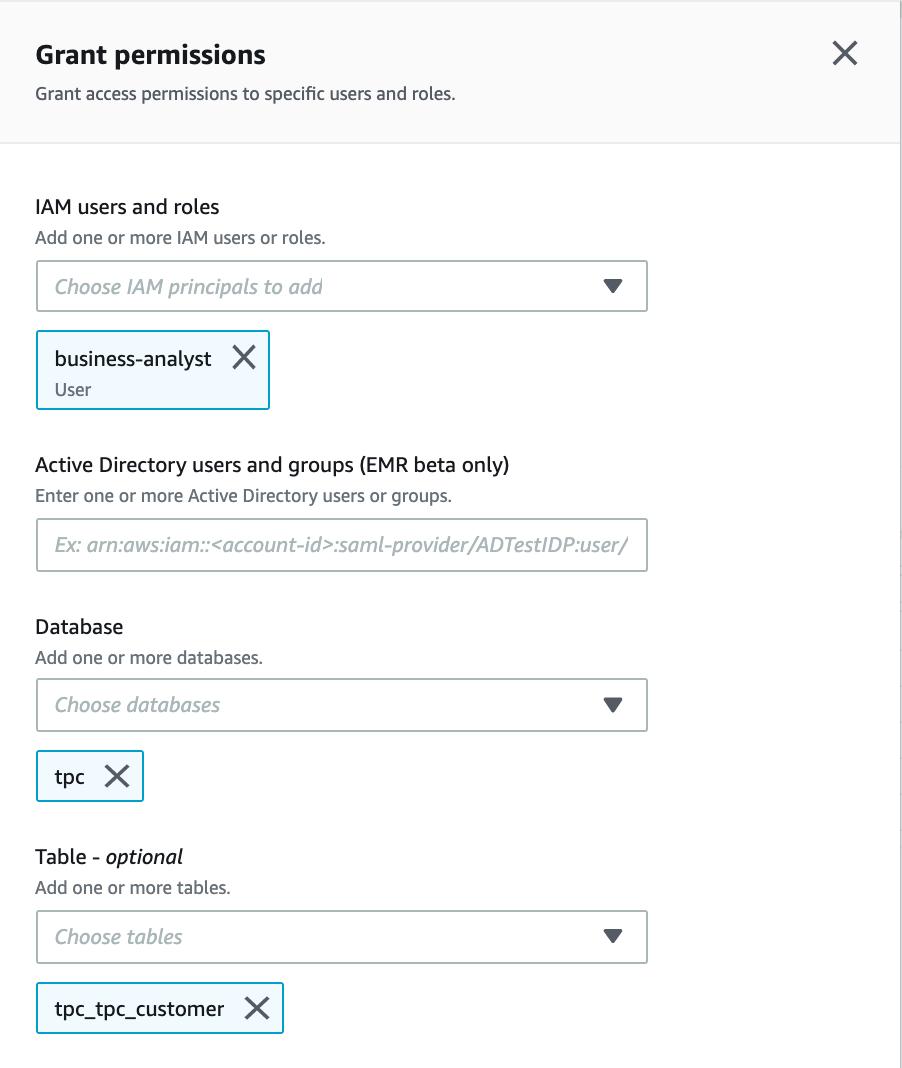 Grant permissions
Grant access permissions to specific users and roles.
IAM users and roles
Add one or more IAM users or roles.
Choose IAM principals to add
business-analyst
User
Active Directory users and groups (EMR beta only)
Enter one or more Active Directory users or groups.
Ex: arn:aws:iam::<account-id>:saml-provider/ADTestIDP:user/
Database
Add one or more databases.
Choose databases
tpc
Table - optional
Add one or more tables.
Choose tables
tpc_tpc_customer